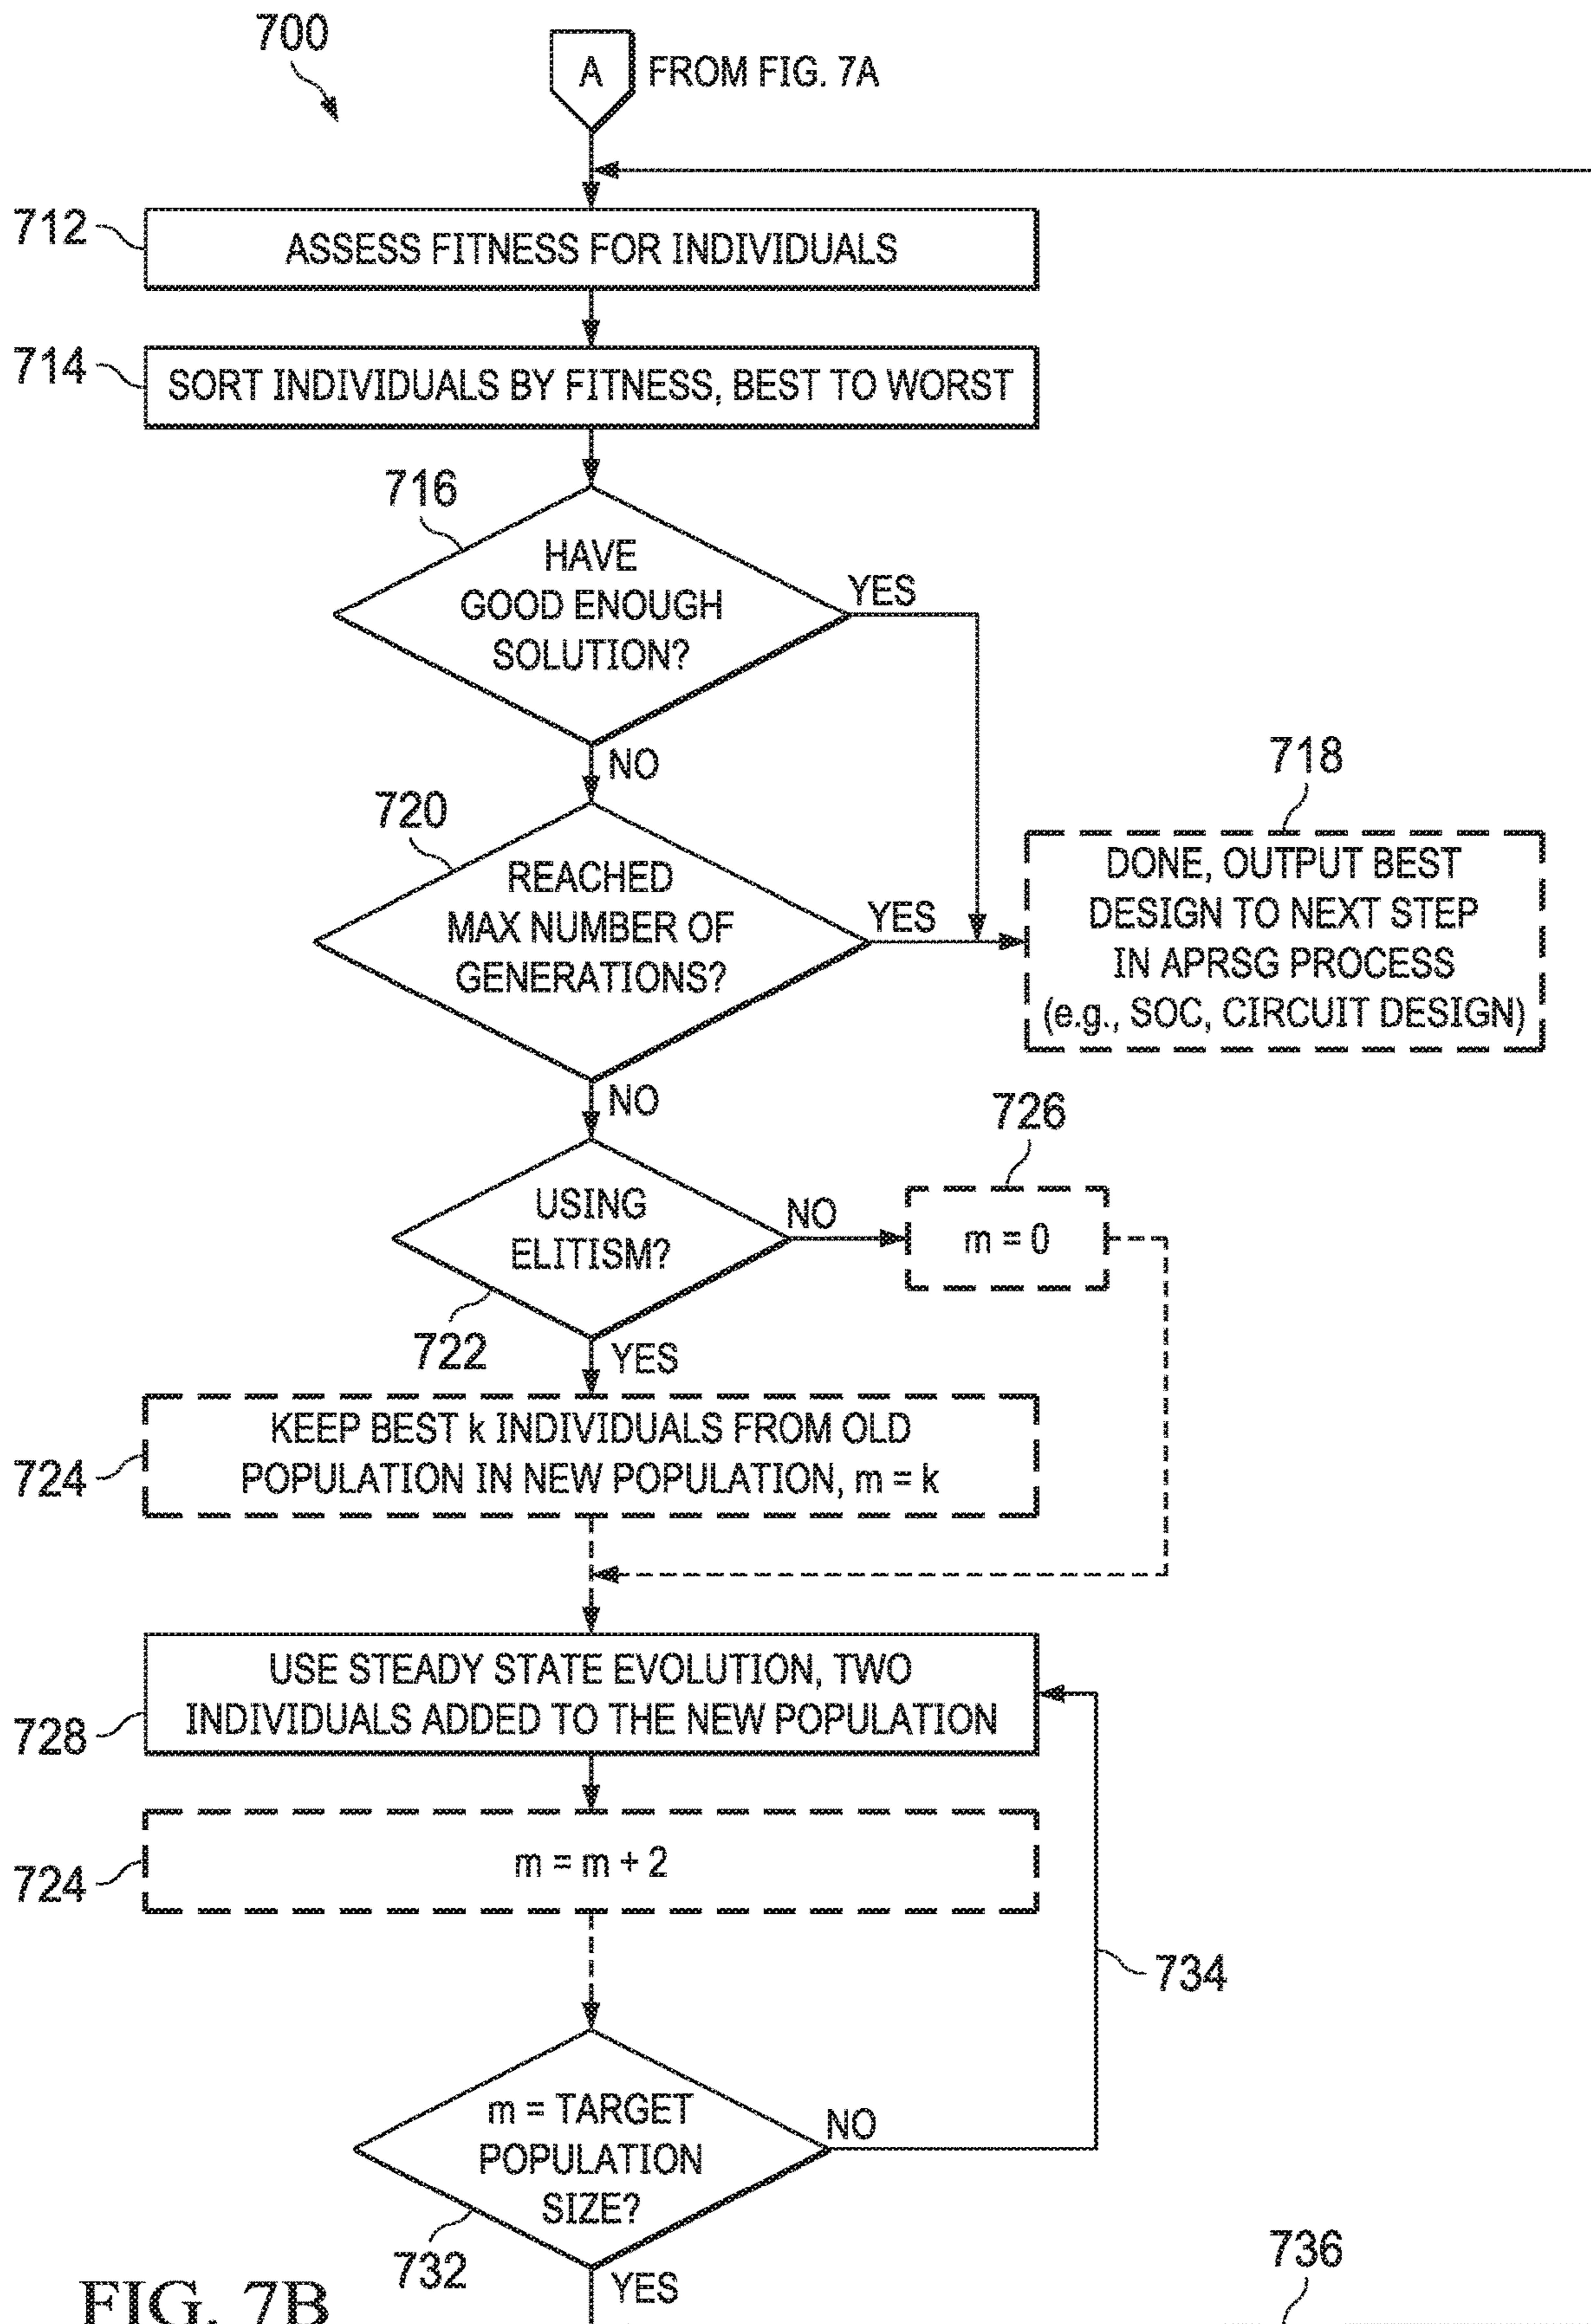 700
A
FROM FIG. 7A
712
ASSESS FITNESS FOR INDIVIDUALS
714
SORT INDIVIDUALS BY FITNESS, BEST TO WORST
716
HAVE
GOOD ENOUGH
SOLUTION?
YES
NO
718
720
REACHED
MAX NUMBER OF
GENERATIONS?
YES
DONE, OUTPUT BEST
DESIGN TO NEXT STEP
IN APRSG PROCESS
(e.g., SOC, CIRCUIT DESIGN)
NO
726
USING
ELITISM?
NO
m = 0
722
YES
724
KEEP BEST k INDIVIDUALS FROM OLD
POPULATION IN NEW POPULATION, m = k
728
USE STEADY STATE EVOLUTION, TWO
INDIVIDUALS ADDED TO THE NEW POPULATION
724
m = m + 2
734
m = TARGET
POPULATION
SIZE?
NO
732
YES
736
FIG. 7B